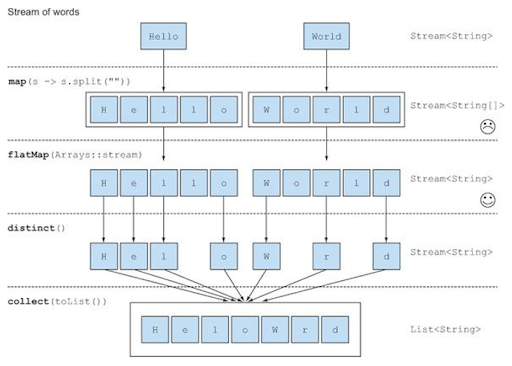 Stream of words
Hello World Stream<String>
map(s -> s.split(""))
H e l l o W o r l d Stream<String[]>
flatMap(Arrays::stream)
H e l l o W o r l d Stream<String>
distinct()
H e l o W r d Stream<String>
collect(toList())
H e l o W r d List<String>